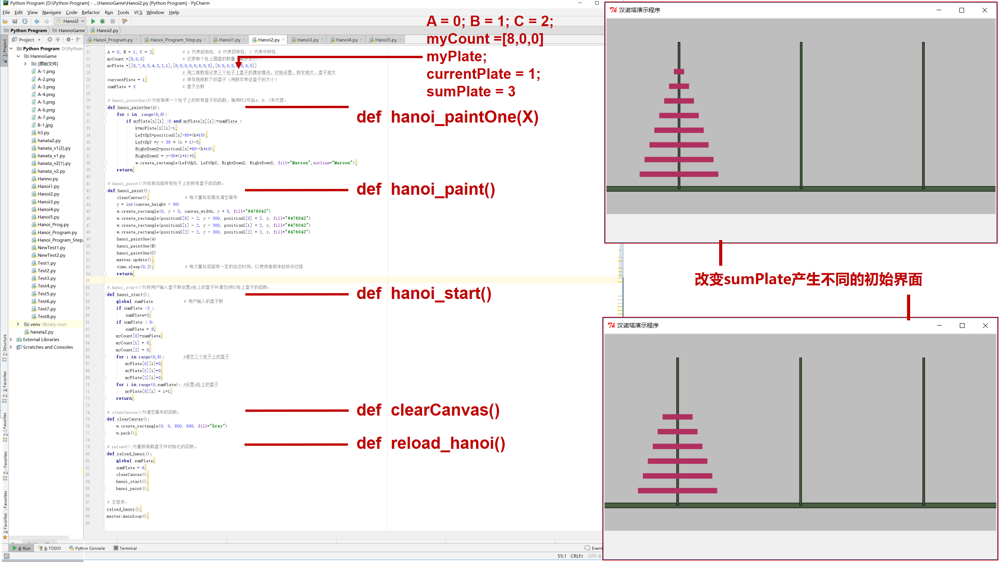 Python Program [D:\Python Program] - ...\HannoGame\Hanoi2.py [Python Program] - PyCharm
File Edit View Navigate Code Refactor Run Tools VCS Window Help
Hanoi2
Python Program HannoGame Hanoi2.py
Project
Hanoi_Program.py Hanoi_Program_Step.py Hanoi1.py Hanoi2.py Hanoi3.py Hanoi4.py Hanoi5.py
1: Project
Python Program D:\Python
HannoGame
[原始文件]
A-1.png
A-2.png
A-3.png
A-4.png
A-5.png
A-6.png
A-7.png
B-1.jpg
h3.py
hanata2.py
hanata_v1(2).py
hanata_v1.py
hanata_v2(1).py
hanata_v2.py
Hanno.py
Hanoi1.py
Hanoi2.py
Hanoi3.py
Hanoi4.py
Hanoi5.py
Hanoi_Prog.py
Hanoi_Program.py
Hanoi_Program_Step.
NewTest1.py
NewTest2.py
Test1.py
Test2.py
Test3.py
Test4.py
Test5.py
Test6.py
Test7.py
Test8.py
venv library root
hanata2.py
External Libraries
Scratches and Consoles
Z: Structure
Z: 2: Favorites
Z: Favorites
Z: Favorites
2: Favorites : Favorites
22 A = 0; B = 1; C = 2; # A 代表起始柱, B 代表目标柱, C 代表中转柱
23 myCount =[8,0,0] # 记录每个柱上圆盘的数量
24 myPlate =[[8,7,6,5,4,3,2,1],[0,0,0,0,0,0,0,0],[0,0,0,0,0,0,0,0]]
25 # 用二维数组记录三个柱子上盘子的摆放情况，初始设置，数字越大，盘子越大
26 currentPlate = 1; # 保存刚刚取下的盘子（用数字表征盘子的大小）
27 sumPlate = 3 # 盘子总数
28
29 # hanoi_paintOne(X)为绘制某一个柱子上的所有盘子的函数，调用时X可由A、B、C来代替。
30 def hanoi_paintOne(x):
31 for i in range(0,8):
32 if myPlate[x][i] >0 and myPlate[x][i]<=sumPlate :
33 k=myPlate[x][i]-1;
34 LeftUpX=positionX[x]-80+(k*10);
35 LeftUpY =y - 30 * (i + 1)-5;
36 RightDownX=positionX[x]+80-(k*10);
37 RightDownY = y-30*(i+1)+5;
38 w.create_rectangle(LeftUpX, LeftUpY, RightDownX, RightDownY, fill="Maroon",outline="Maroon");
39 return;
40
41 # hanoi_paint()为绘制当前所有柱子上的所有盘子的函数。
42 def hanoi_paint():
43 clearCanvas(); # 每次重绘后需先清空画布
44 y = int(canvas_height - 50)
45 w.create_rectangle(0, y - 5, canvas_width, y + 5, fill="#476042")
46 w.create_rectangle(positionX[0] - 2, y - 300, positionX[0] + 2, y, fill="#476042")
47 w.create_rectangle(positionX[1] - 2, y - 300, positionX[1] + 2, y, fill="#476042")
48 w.create_rectangle(positionX[2] - 2, y - 300, positionX[2] + 2, y, fill="#476042")
49 hanoi_paintOne(A)
50 hanoi_paintOne(B)
51 hanoi_paintOne(C)
52 master.update();
53 time.sleep(0.2); # 每次重绘后留有一定的延迟时间，以使读者能体验移动过程
54 return;
55
56 # hanoi_start()为按用户输入盘子数设置A柱上的盘子并清空B和C柱上盘子的函数。
57 def hanoi_start():
58 global sumPlate # 用户输入的盘子数
59 if sumPlate <3 :
60 sumPlate=3;
61 if sumPlate > 8:
62 sumPlate = 8;
63 myCount[0]=sumPlate;
64 myCount[1] = 0;
65 myCount[2] = 0;
66 for i in range(0,8): #清空三个柱子上的盘子
67 myPlate[0][i]=0;
68 myPlate[1][i]=0;
69 myPlate[2][i]=0;
70 for i in range(0,sumPlate): #设置A柱上的盘子
71 myPlate[0][i] = i+1;
72 return;
73
74 # clearCanvas()为清空画布的函数。
75 def clearCanvas():
76 w.create_rectangle(0, 0, 800, 600, fill="Gray")
77 w.pack();
78
79 # reload():为重新装载盘子并初始化的函数。
80 def reload_hanoi():
81 global sumPlate;
82 sumPlate = 6;
83 clearCanvas();
84 hanoi_start();
85 hanoi_paint();
86
87 # 主程序。
88 reload_hanoi();
89 master.mainloop();
90
A = 0; B = 1; C = 2;
myCount =[8,0,0]
myPlate;
currentPlate = 1;
sumPlate = 3
def hanoi_paintOne(X)
def hanoi_paint()
def hanoi_start()
def clearCanvas()
def reload_hanoi()
汉诺塔演示程序
改变sumPlate产生不同的初始界面
汉诺塔演示程序
4: Run 6: TODO Python Console Terminal Event
55:1 CRLF UTF-8